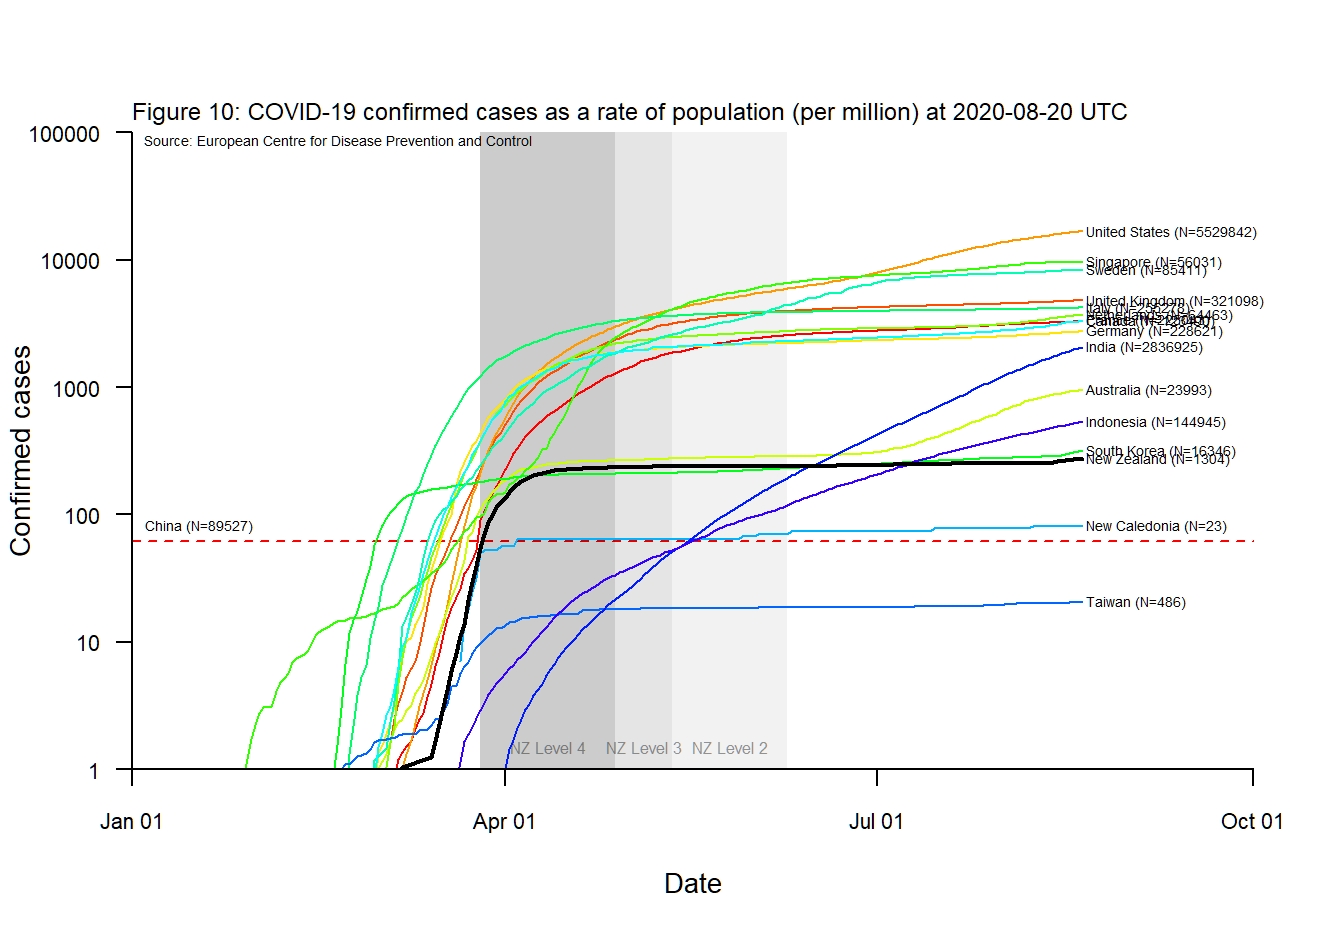 Figure 10: COVID-19 confirmed cases as a rate of population (per million) at 2020-08-20 UTC
Source: European Centre for Disease Prevention and Control
Confirmed cases
100000
10000
1000
100
10
1
United States (N=5529842)
Singapore (N=56031)
Sweden (N=85411)
United Kingdom (N=321098)
Italy
Netherlands
Canada
Germany (N=228621)
India (N=2836925)
Australia (N=23993)
Indonesia (N=144945)
South Korea (N=16346)
New Zealand (N=1304)
China (N=89527)
New Caledonia (N=23)
Taiwan (N=486)
NZ Level 4
NZ Level 3
NZ Level 2
Jan 01
Apr 01
Jul 01
Oct 01
Date